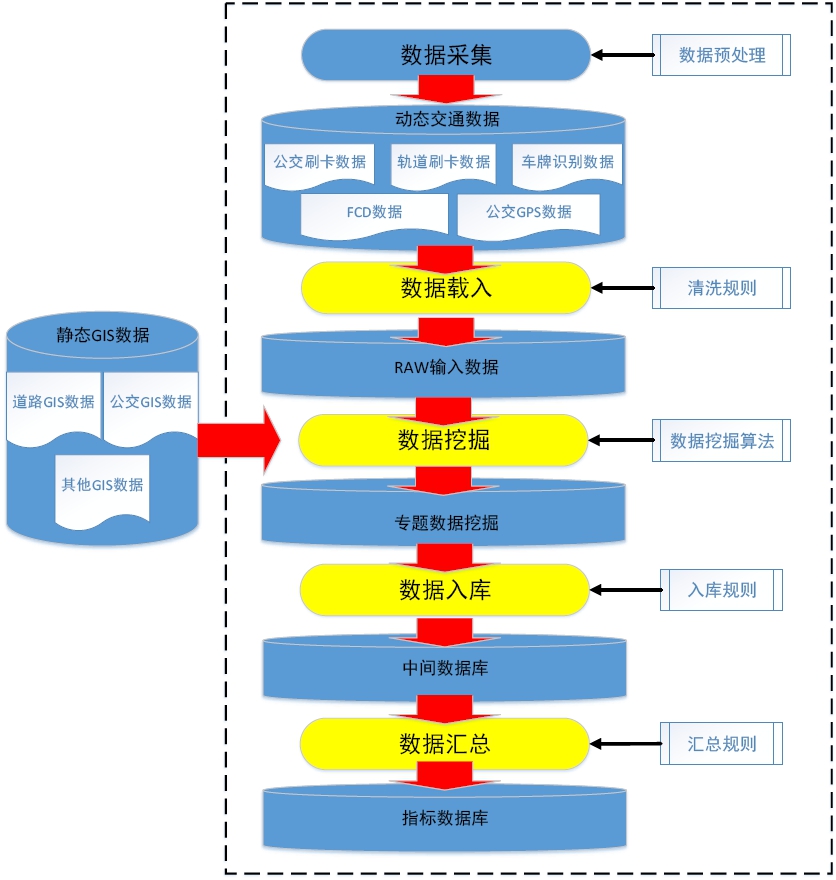 数据采集
数据预处理
动态交通数据
公交刷卡数据
轨道刷卡数据
车牌识别数据
FCD数据
公交GPS数据
数据载入
清洗规则
静态GIS数据
道路GIS数据
公交GIS数据
其他GIS数据
RAW输入数据
数据挖掘
数据挖掘算法
专题数据挖掘
数据入库
入库规则
中间数据库
数据汇总
汇总规则
指标数据库